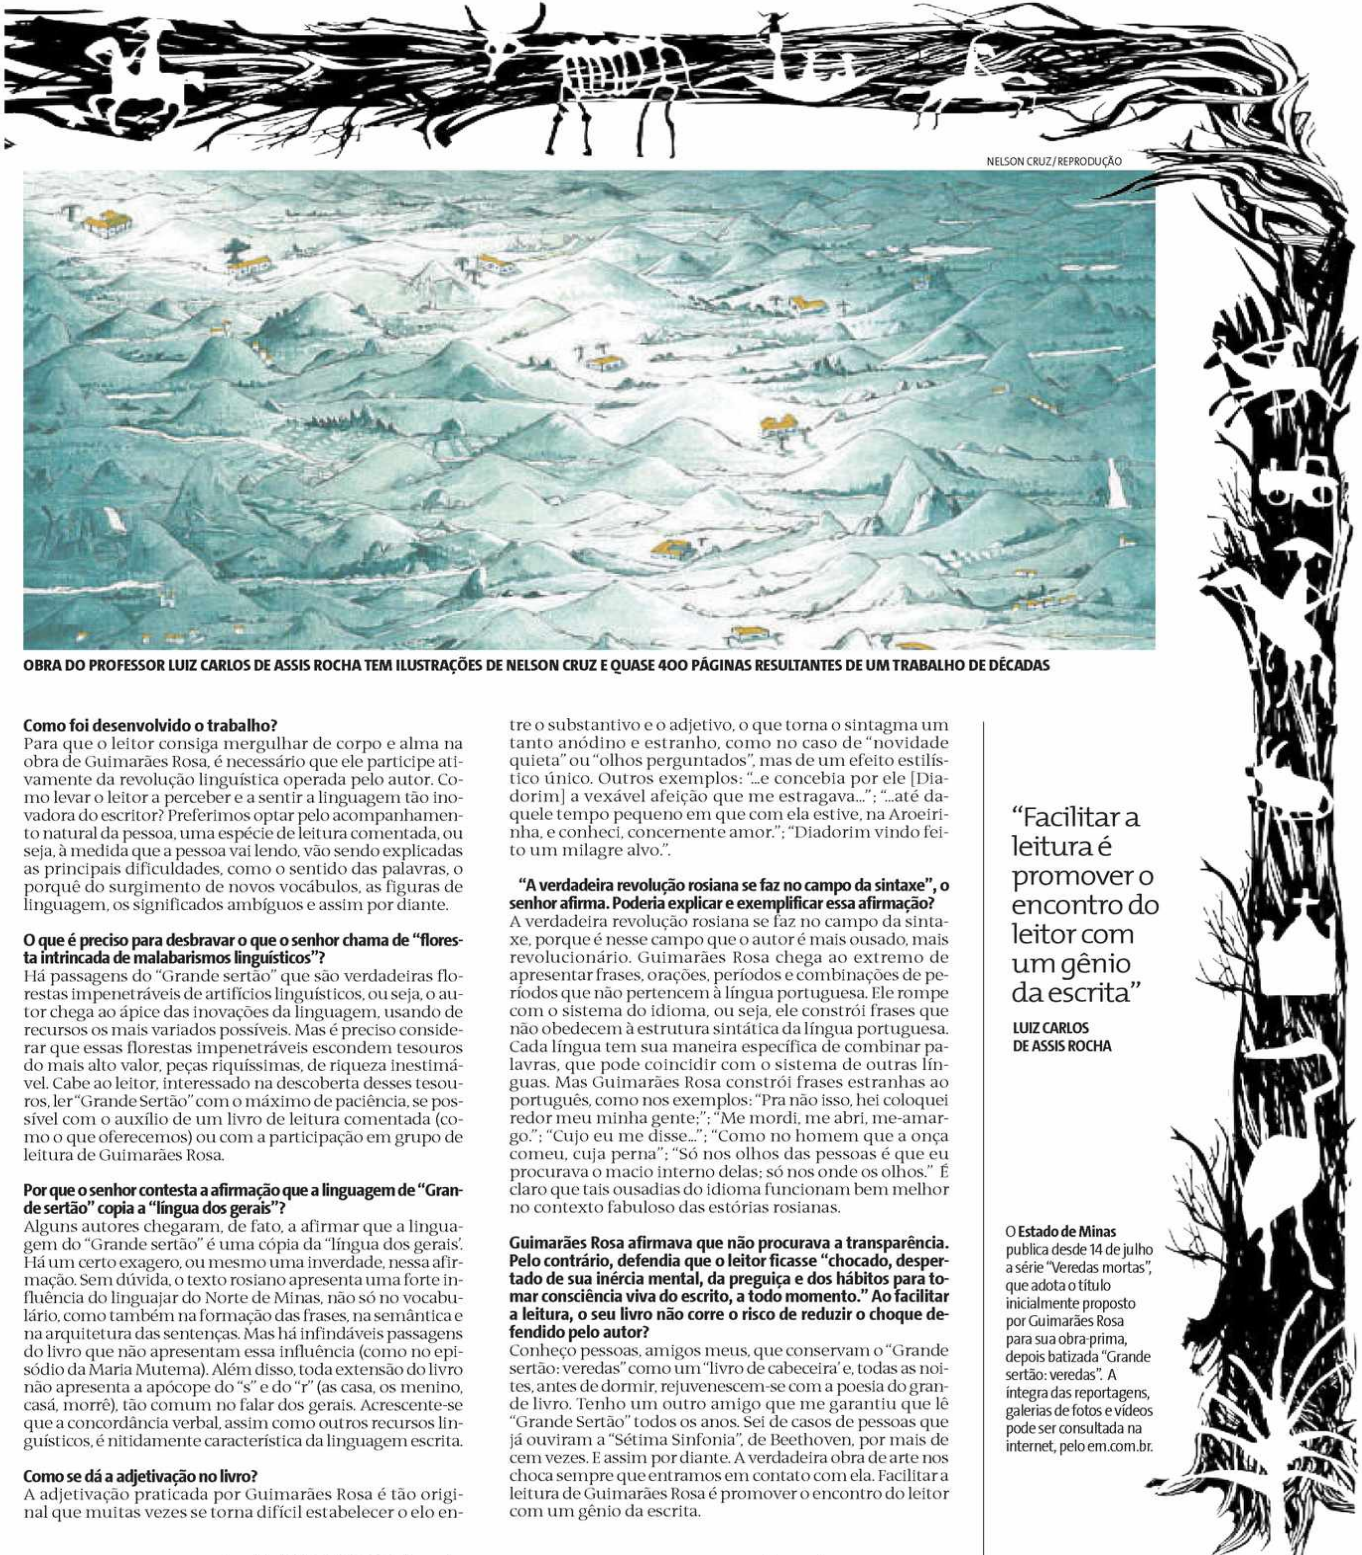 NELSON CRUZ/REPRODUÇÃO
OBRA DO PROFESSOR LUIZ CARLOS DE ASSIS ROCHA TEM ILUSTRAÇÕES DE NELSON CRUZ E QUASE 400 PÁGINAS RESULTANTES DE UM TRABALHO DE DÉCADAS
Como foi desenvolvido o trabalho?
Para que o leitor consiga mergulhar de corpo e alma na
obra de Guimarães Rosa, é necessário que ele participe ati-
vamente da revolução linguística operada pelo autor. Co-
mo levar o leitor a perceber e a sentir a linguagem tão ino-
vadora do escritor? Preferimos optar pelo acompanhamen-
to natural da pessoa, uma espécie de leitura comentada, ou
seja, à medida que a pessoa vai lendo, vão sendo explicadas
as principais dificuldades, como o sentido das palavras, o
porquê do surgimento de novos vocábulos, as figuras de
linguagem, os significados ambíguos e assim por diante.
O que é preciso para desbravar o que o senhor chama de “flores-
ta intrincada de malabarismos linguísticos”?
Há passagens do “Grande sertão” que são verdadeiras flo-
restas impenetráveis de artifícios linguísticos, ou seja, o au-
tor chega ao ápice das inovações da linguagem, usando de
recursos os mais variados possíveis. Mas é preciso conside-
rar que essas florestas impenetráveis escondem tesouros
do mais alto valor, peças riquíssimas, de riqueza inestimá-
vel. Cabe ao leitor, interessado na descoberta desses tesou-
ros, ler “Grande Sertão” com o máximo de paciência, se pos-
sível com o auxílio de um livro de leitura comentada (co-
mo o que oferecemos) ou com a participação em grupo de
leitura de Guimarães Rosa.
Por que o senhor contesta a afirmação que a linguagem de “Gran-
de sertão” copia a “língua dos gerais”?
Alguns autores chegaram, de fato, a afirmar que a lingua-
gem do “Grande sertão” é uma cópia da “língua dos gerais’.
Há um certo exagero, ou mesmo uma inverdade, nessa afir-
mação. Sem dúvida, o texto rosiano apresenta uma forte in-
fluência do linguajar do Norte de Minas, não só no vocabu-
lário, como também na formação das frases, na semântica e
na arquitetura das sentenças. Mas há infindáveis passagens
do livro que não apresentam essa influência (como no epi-
sódio da Maria Mutema). Além disso, toda extensão do livro
não apresenta a apócope do “s” e do “r” (as casa, os menino,
casá, morrê), tão comum no falar dos gerais. Acrescente-se
que a concordância verbal, assim como outros recursos lin-
guísticos, é nitidamente característica da linguagem escrita.
Como se dá a adjetivação no livro?
A adjetivação praticada por Guimarães Rosa é tão origi-
nal que muitas vezes se torna difícil estabelecer o elo en-
tre o substantivo e o adjetivo, o que torna o sintagma um
tanto anódino e estranho, como no caso de “novidade
quieta” ou “olhos perguntados”, mas de um efeito estilís-
tico único. Outros exemplos: “...e concebia por ele [Dia-
dorim] a vexável afeição que me estragava...”; “...até da-
quele tempo pequeno em que com ela estive, na Aroeiri-
nha, e conheci, concernente amor.”; “Diadorim vindo fei-
to um milagre alvo.”.
“A verdadeira revolução rosiana se faz no campo da sintaxe”, o
senhor afirma. Poderia explicar e exemplificar essa afirmação?
A verdadeira revolução rosiana se faz no campo da sinta-
xe, porque é nesse campo que o autor é mais ousado, mais
revolucionário. Guimarães Rosa chega ao extremo de
apresentar frases, orações, períodos e combinações de pe-
ríodos que não pertencem à língua portuguesa. Ele rompe
com o sistema do idioma, ou seja, ele constrói frases que
não obedecem à estrutura sintática da língua portuguesa.
Cada língua tem sua maneira específica de combinar pa-
lavras, que pode coincidir com o sistema de outras lín-
guas. Mas Guimarães Rosa constrói frases estranhas ao
português, como nos exemplos: “Pra não isso, hei coloquei
redor meu minha gente;”; “Me mordi, me abri, me-amar-
go.”; “Cujo eu me disse...”; “Como no homem que a onça
comeu, cuja perna”; “Só nos olhos das pessoas é que eu
procurava o macio interno delas; só nos onde os olhos.” É
claro que tais ousadias do idioma funcionam bem melhor
no contexto fabuloso das estórias rosianas.
Guimarães Rosa afirmava que não procurava a transparência.
Pelo contrário, defendia que o leitor ficasse “chocado, desper-
tado de sua inércia mental, da preguiça e dos hábitos para to-
mar consciência viva do escrito, a todo momento.” Ao facilitar
a leitura, o seu livro não corre o risco de reduzir o choque de-
fendido pelo autor?
Conheço pessoas, amigos meus, que conservam o “Grande
sertão: veredas” como um “livro de cabeceira’ e, todas as noi-
tes, antes de dormir, rejuvenescem-se com a poesia do gran-
de livro. Tenho um outro amigo que me garantiu que lê
“Grande Sertão” todos os anos. Sei de casos de pessoas que
já ouviram a “Sétima Sinfonia”, de Beethoven, por mais de
cem vezes. E assim por diante. A verdadeira obra de arte nos
choca sempre que entramos em contato com ela. Facilitar a
leitura de Guimarães Rosa é promover o encontro do leitor
com um gênio da escrita.
“Facilitar a
leitura é
promover o
encontro do
leitor com
um gênio
da escrita”
LUIZ CARLOS
DE ASSIS ROCHA
O Estado de Minas
publica desde 14 de julho
a série “Veredas mortas”,
que adota o título
inicialmente proposto
por Guimarães Rosa
para sua obra-prima,
depois batizada “Grande
sertão: veredas”. A
íntegra das reportagens,
galerias de fotos e vídeos
pode ser consultada na
internet, pelo em.com.br.